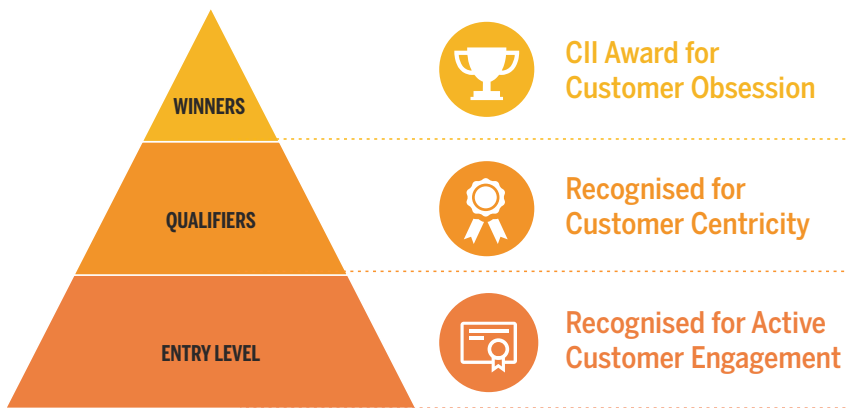 WINNERS
CII Award for
Customer Obsession
QUALIFIERS
Recognised for
Customer Centricity
ENTRY LEVEL
Recognised for Active
Customer Engagement